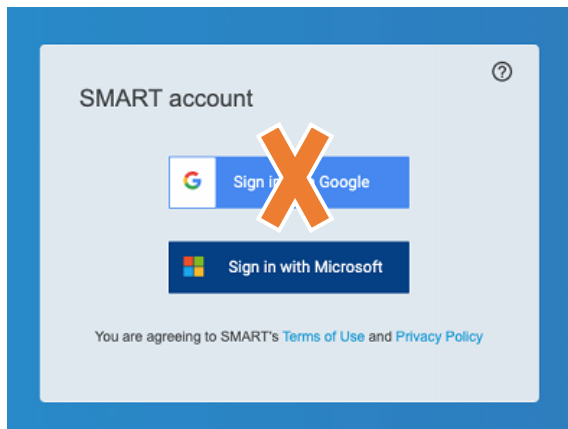 SMART account
Sign in Google
Sign in with Microsoft
You are agreeing to SMART's Terms of Use and Privacy Policy